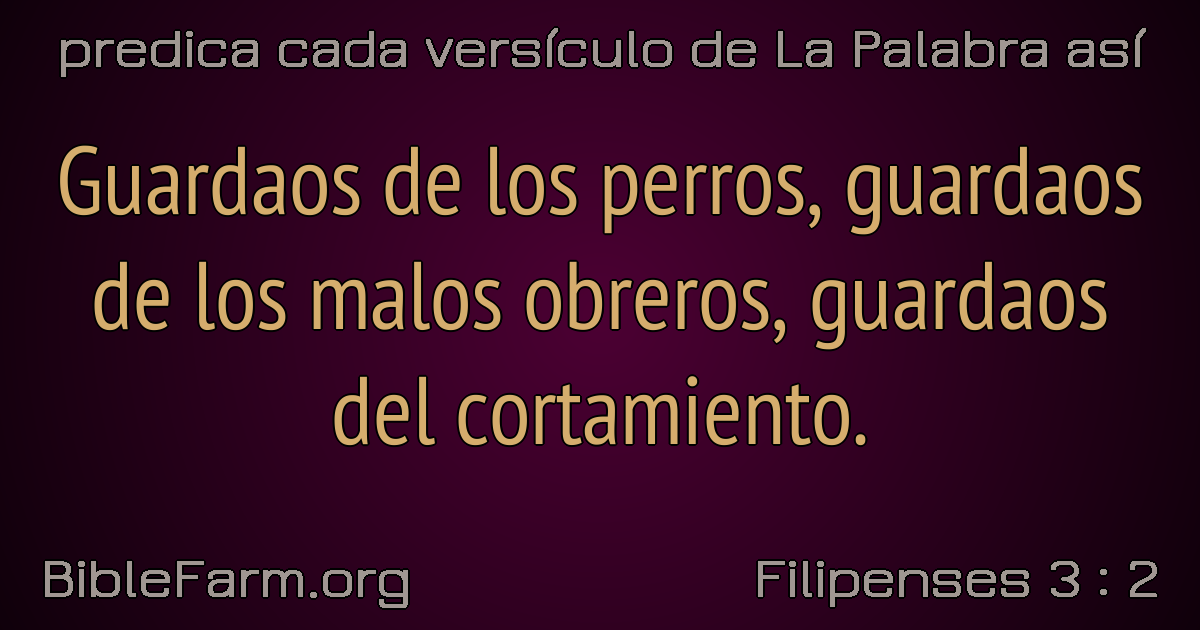 predica cada versículo de La Palabra así
Guardaos de los perros, guardaos
de los malos obreros, guardaos
del cortamiento.
BibleFarm.org
Filipenses 3 : 2